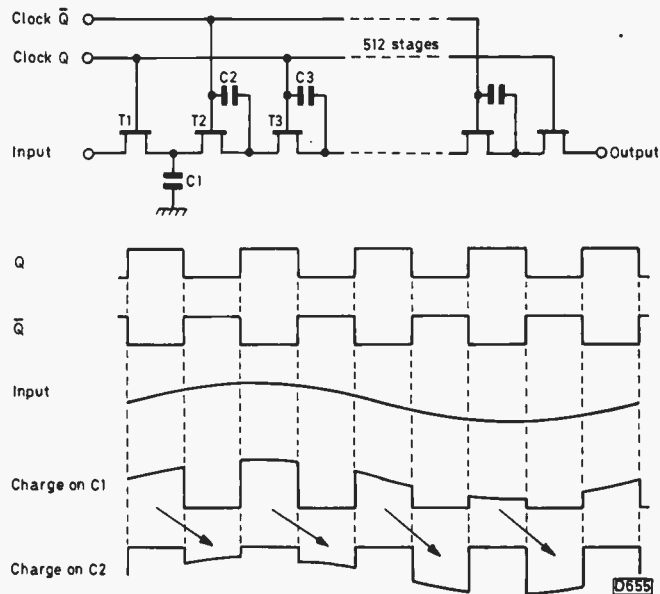 Clock Q̅
Clock Q
512 stages
C2
C3
T1
T2
T3
Input
Output
C1
Q
Q̅
Input
Charge on C1
Charge on C2
D655